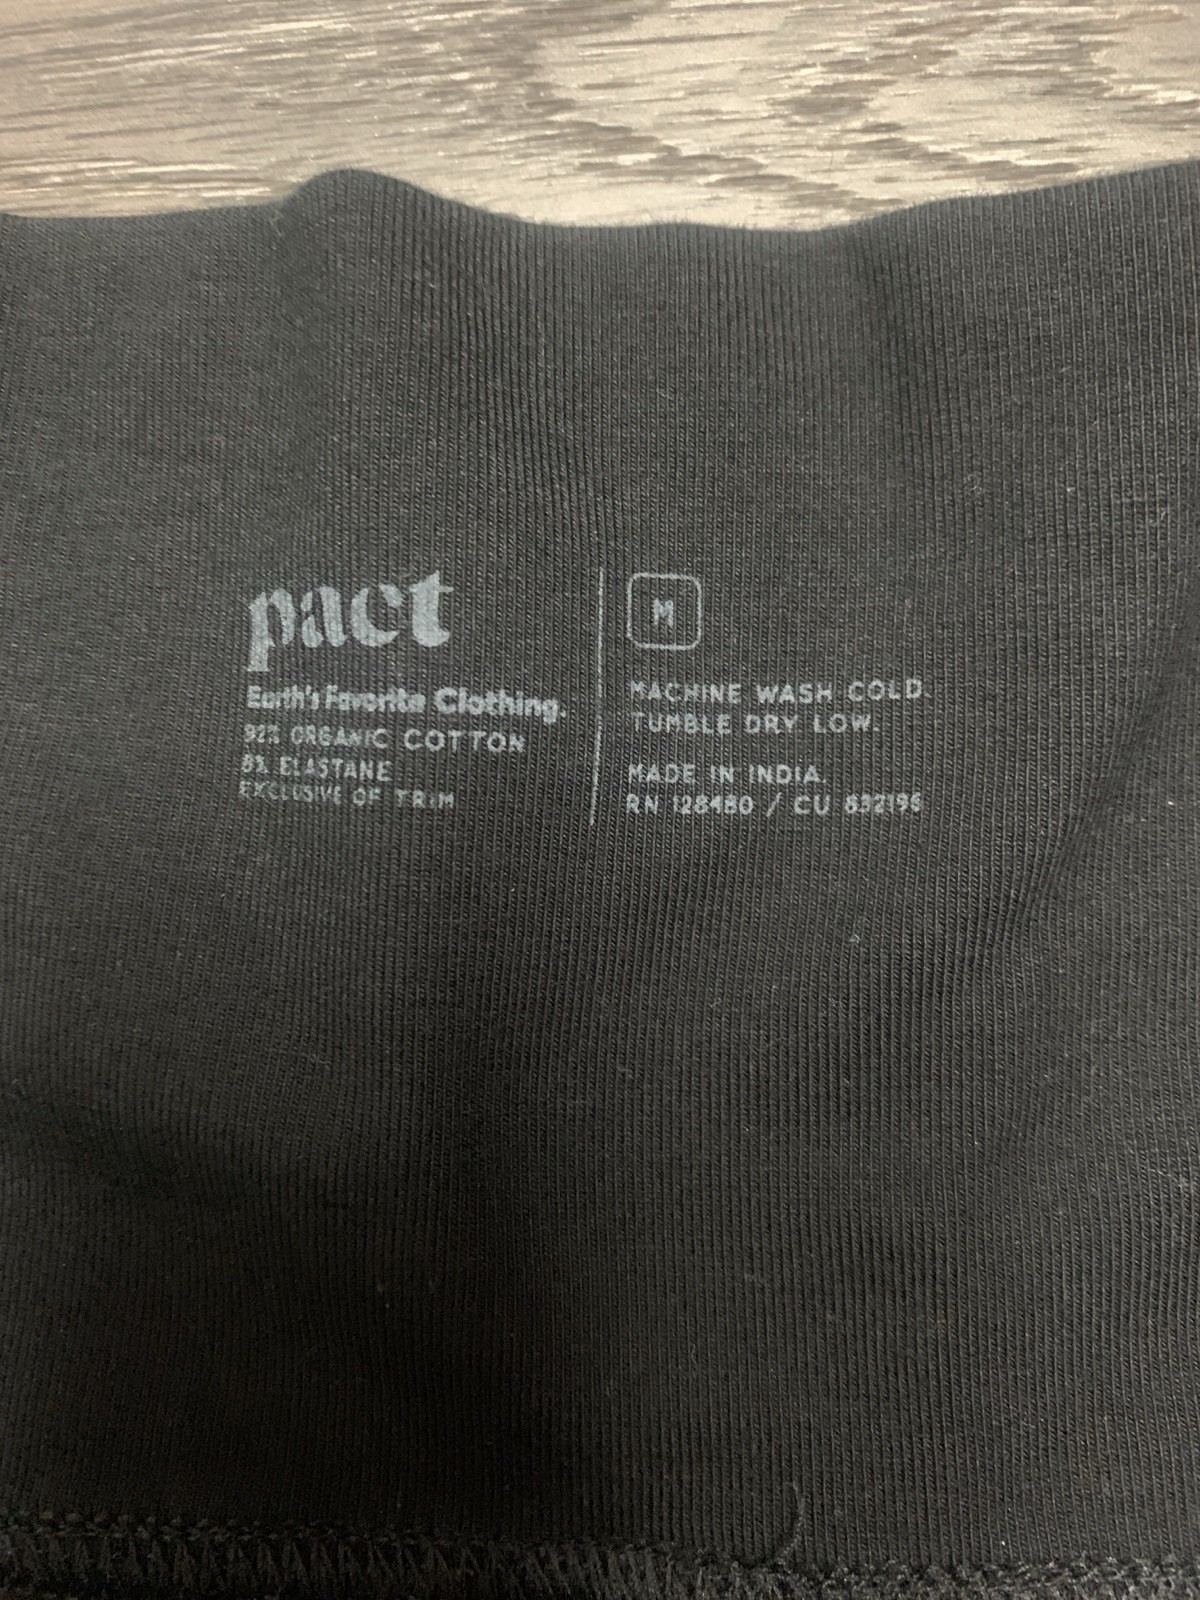 pact
Earth's Favorite Clothing.
92% ORGANIC COTTON
8% ELASTANE
EXCLUSIVE OF TRIM
M
MACHINE WASH COLD.
TUMBLE DRY LOW.
MADE IN INDIA.
RN 128480 / CU 832195